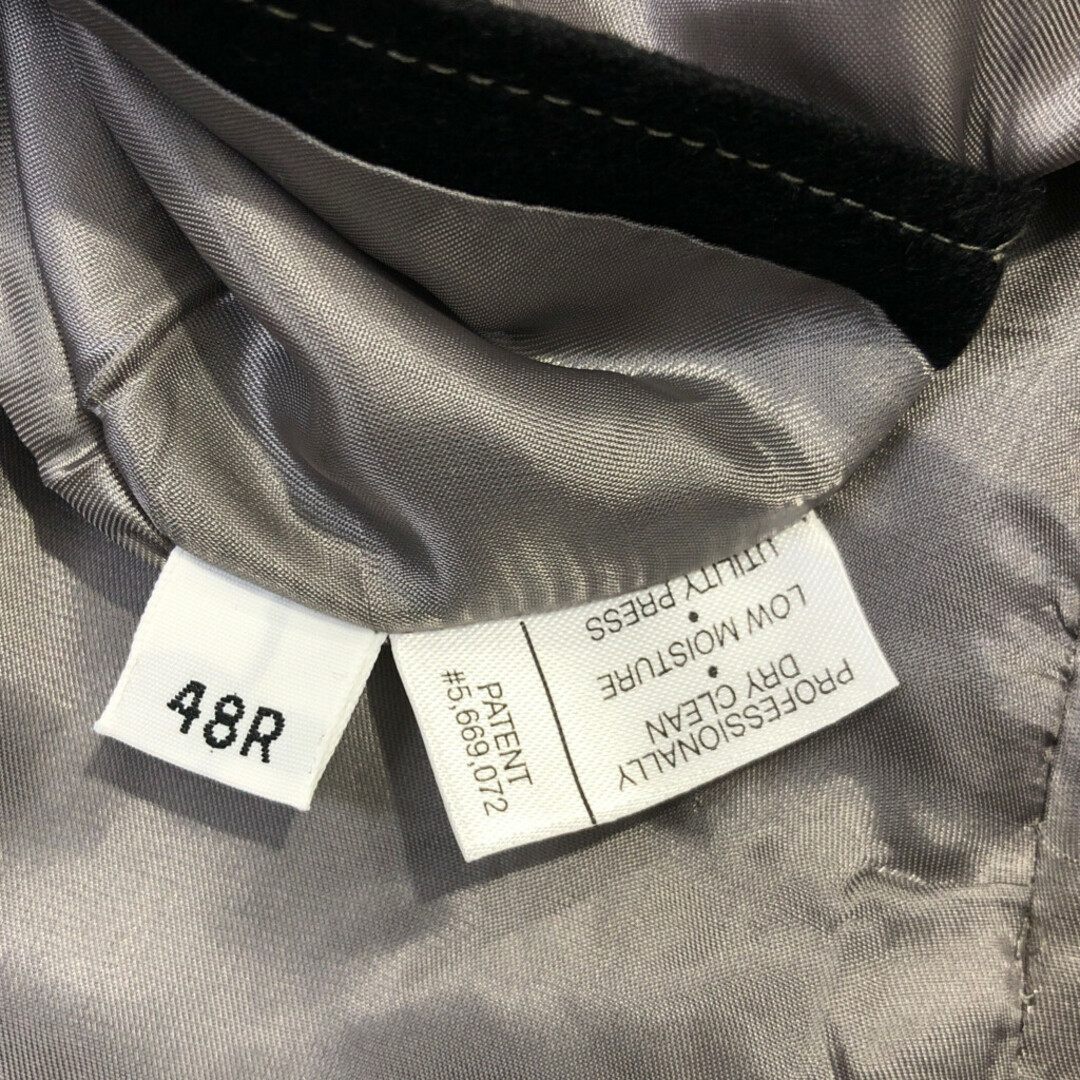 48R
PATENT
#5,669,072
PROFESSIONALLY
DRY CLEAN
•
LOW MOISTURE
•
UTILITY PRESS